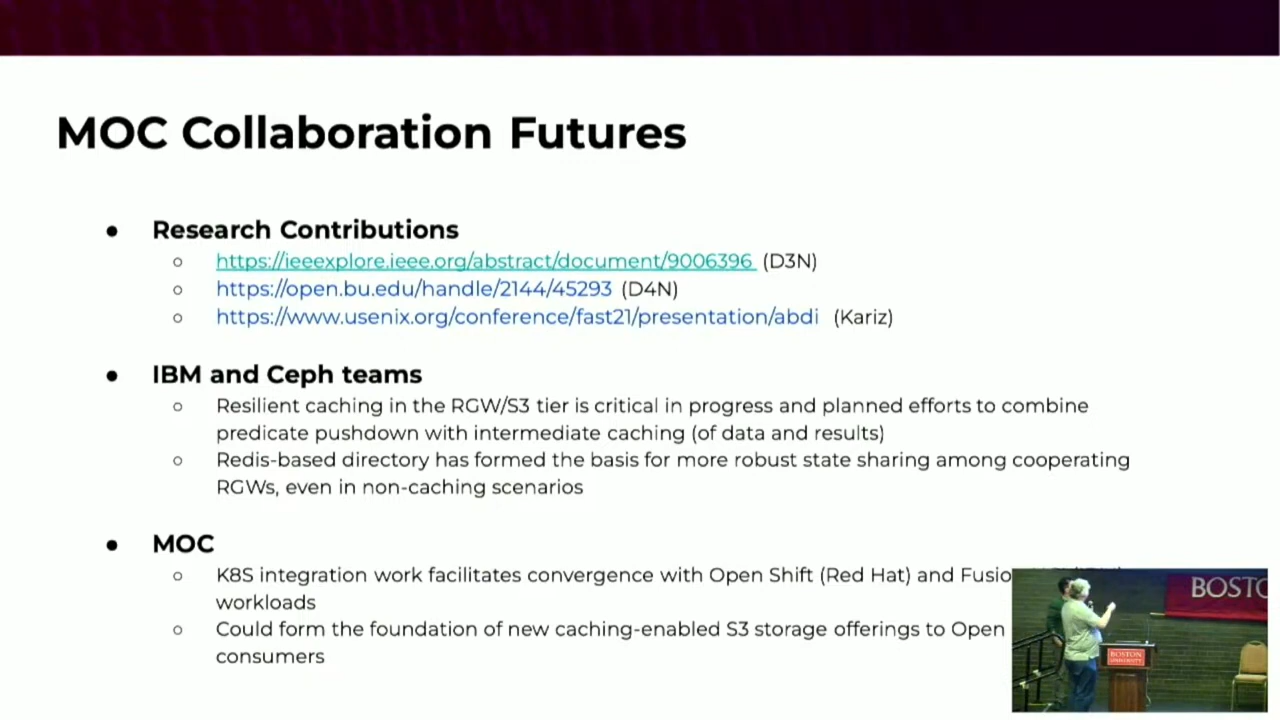 MOC Collaboration Futures
● Research Contributions
○ https://ieeexplore.ieee.org/abstract/document/9006396 (D3N)
○ https://open.bu.edu/handle/2144/45293 (D4N)
○ https://www.usenix.org/conference/fast21/presentation/abdi (Kariz)
● IBM and Ceph teams
○ Resilient caching in the RGW/S3 tier is critical in progress and planned efforts to combine
predicate pushdown with intermediate caching (of data and results)
○ Redis-based directory has formed the basis for more robust state sharing among cooperating
RGWs, even in non-caching scenarios
● MOC
○ K8S integration work facilitates convergence with Open Shift (Red Hat) and
workloads
○ Could form the foundation of new caching-enabled S3 storage offerings to Open
consumers
BOSTO
BOSTON
UNIVERSITY